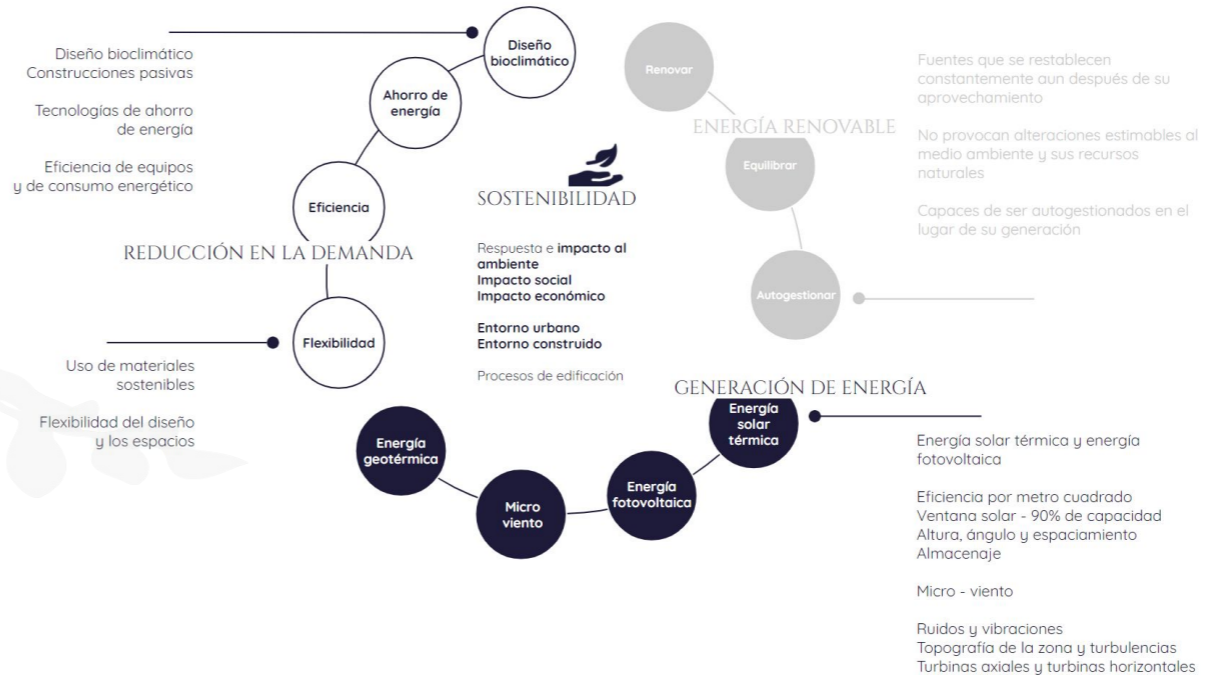 Diseño bioclimático
Construcciones pasivas
Tecnologías de ahorro
de energía
Eficiencia de equipos
y de consumo energético
Diseño
bioclimático
Ahorro de
energía
Eficiencia
REDUCCIÓN EN LA DEMANDA
Flexibilidad
Uso de materiales
sostenibles
Flexibilidad del diseño
y los espacios
SOSTENIBILIDAD
Respuesta e impacto al
ambiente
Impacto social
Impacto económico
Entorno urbano
Entorno construido
Procesos de edificación
Renovar
ENERGÍA RENOVABLE
Equilibrar
Autogestionar
Fuentes que se restablecen
constantemente aun después de su
aprovechamiento
No provocan alteraciones estimables al
medio ambiente y sus recursos
naturales
Capaces de ser autogestionados en el
lugar de su generación
GENERACIÓN DE ENERGÍA
Energía
solar
térmica
Energía
fotovoltaica
Micro
viento
Energía
geotérmica
Energía solar térmica y energía
fotovoltaica
Eficiencia por metro cuadrado
Ventana solar - 90% de capacidad
Altura, ángulo y espaciamiento
Almacenaje
Micro - viento
Ruidos y vibraciones
Topografía de la zona y turbulencias
Turbinas axiales y turbinas horizontales